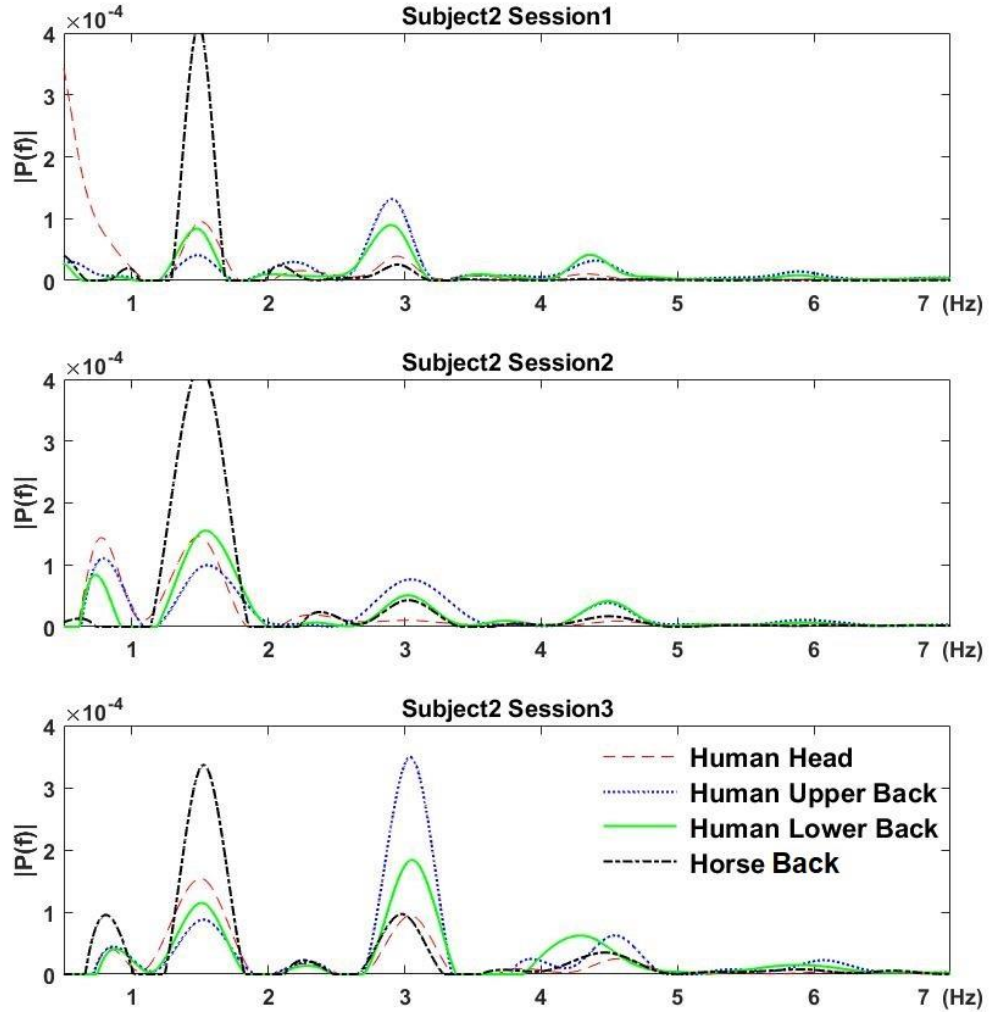 Subject2 Session1
×10⁻⁴
4
3
2
1
0
|P(f)|
1 2 3 4 5 6 7 (Hz)
Subject2 Session2
×10⁻⁴
4
3
2
1
0
|P(f)|
1 2 3 4 5 6 7 (Hz)
Subject2 Session3
×10⁻⁴
4
3
2
1
0
|P(f)|
Human Head
Human Upper Back
Human Lower Back
Horse Back
1 2 3 4 5 6 7 (Hz)